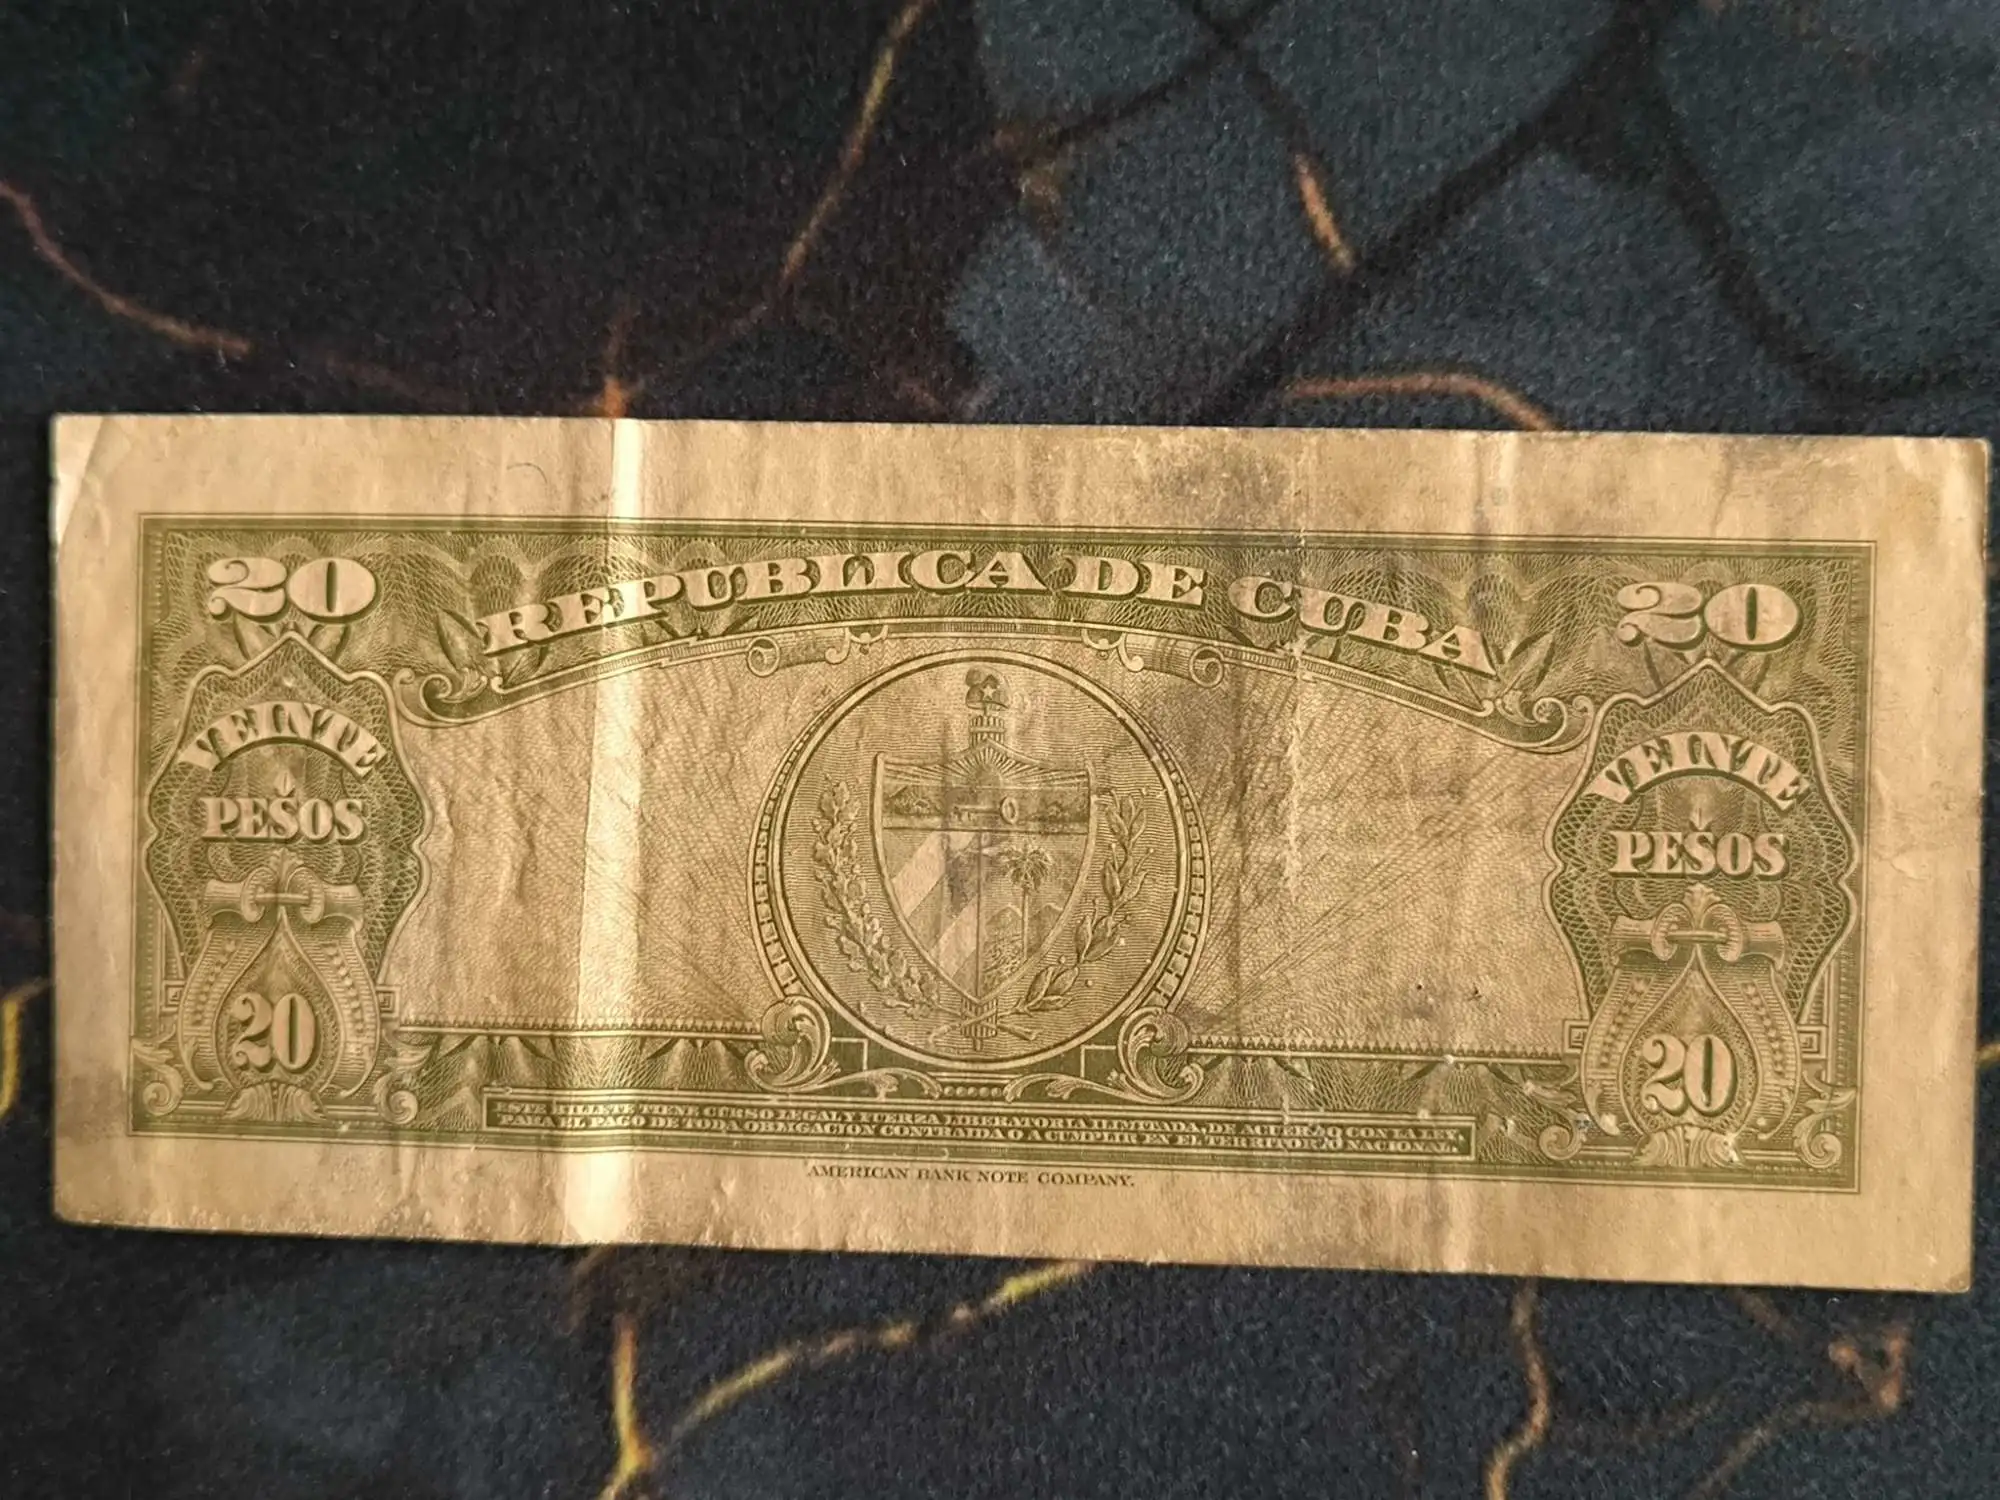 20 REPUBLICA DE CUBA 20
VEINTE
PESOS
20
VEINTE
PESOS
20
ESTE BILLETE TIENE CURSO LEGAL Y FUERZA LIBERATORIA ILIMITADA, DE ACUERDO CON LA LEY,
PARA EL PAGO DE TODA OBLIGACION CONTRAIDA O A CUMPLIR EN EL TERRITORIO NACIONAL.
AMERICAN BANK NOTE COMPANY.